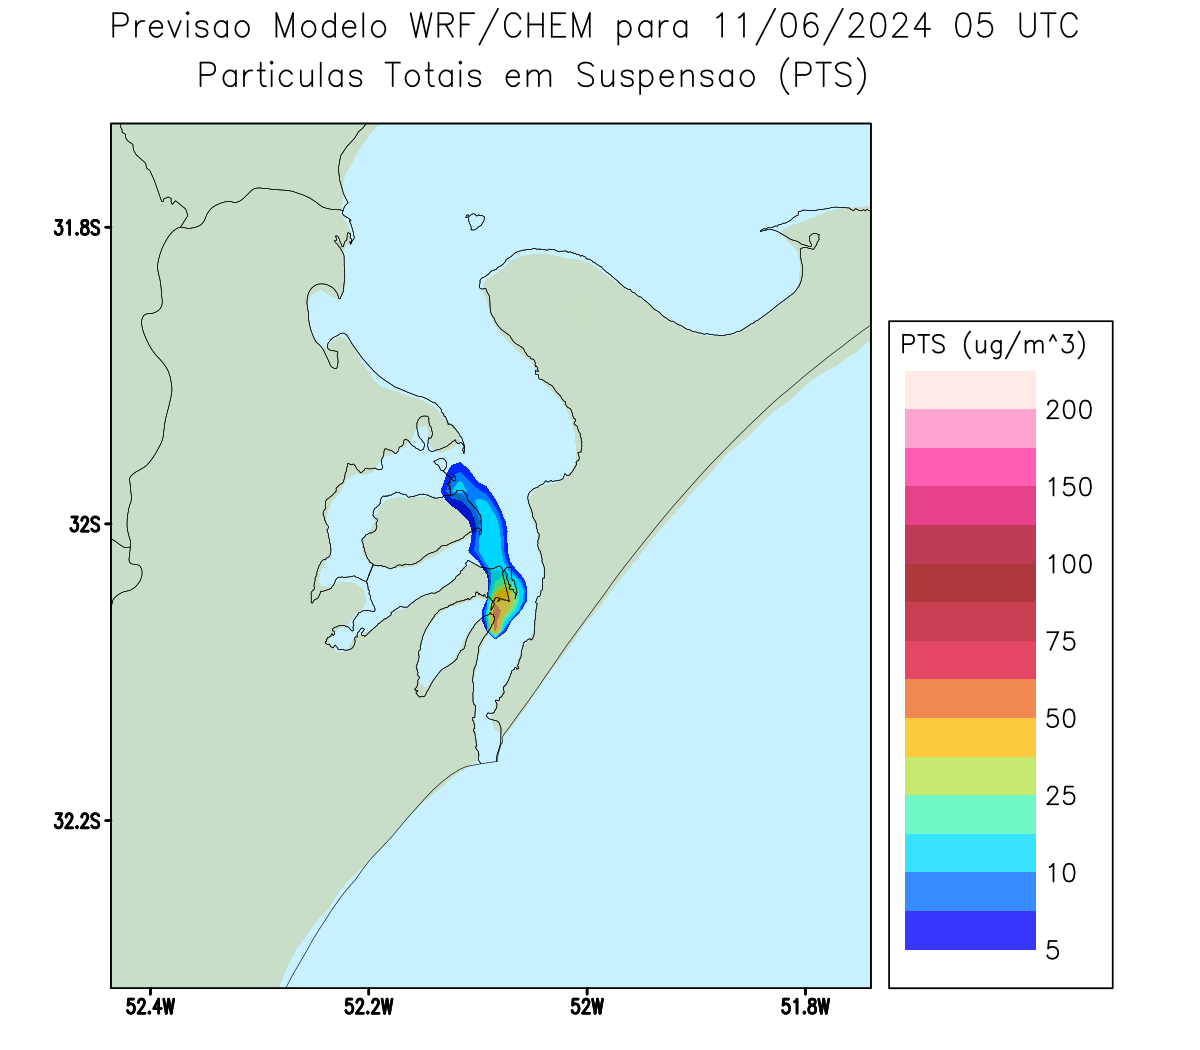 Previsao Modelo WRF/CHEM para 11/06/2024 05 UTC
Particulas Totais em Suspensao (PTS)
31.8S
32S
32.2S
52.4W
52.2W
52W
51.8W
PTS (ug/m^3)
200
150
100
75
50
25
10
5